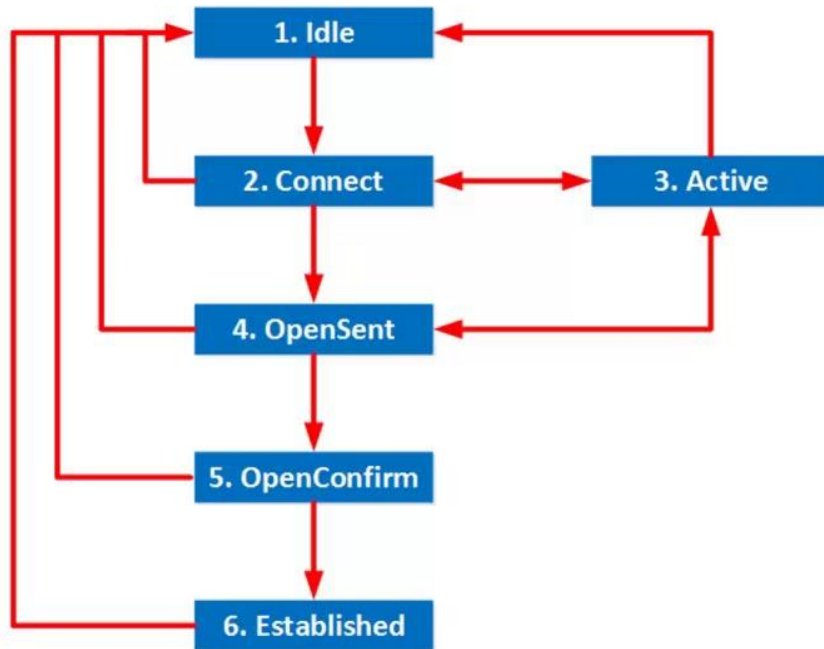 1. Idle
2. Connect
3. Active
4. OpenSent
5. OpenConfirm
6. Established